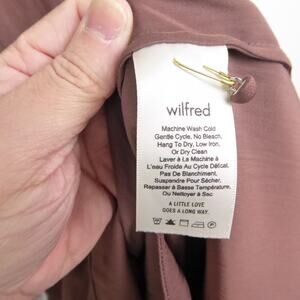 wilfred
Machine Wash Cold
Gentle Cycle, No Bleach,
Hang To Dry, Low Iron,
Or Dry Clean
Laver À La Machine à
L'eau Froide Au Cycle Délicat,
Pas De Blanchiment,
Suspendre Pour Sécher,
Repasser à Basse Température,
Ou Nettoyer à Sec
A LITTLE LOVE
GOES A LONG WAY.